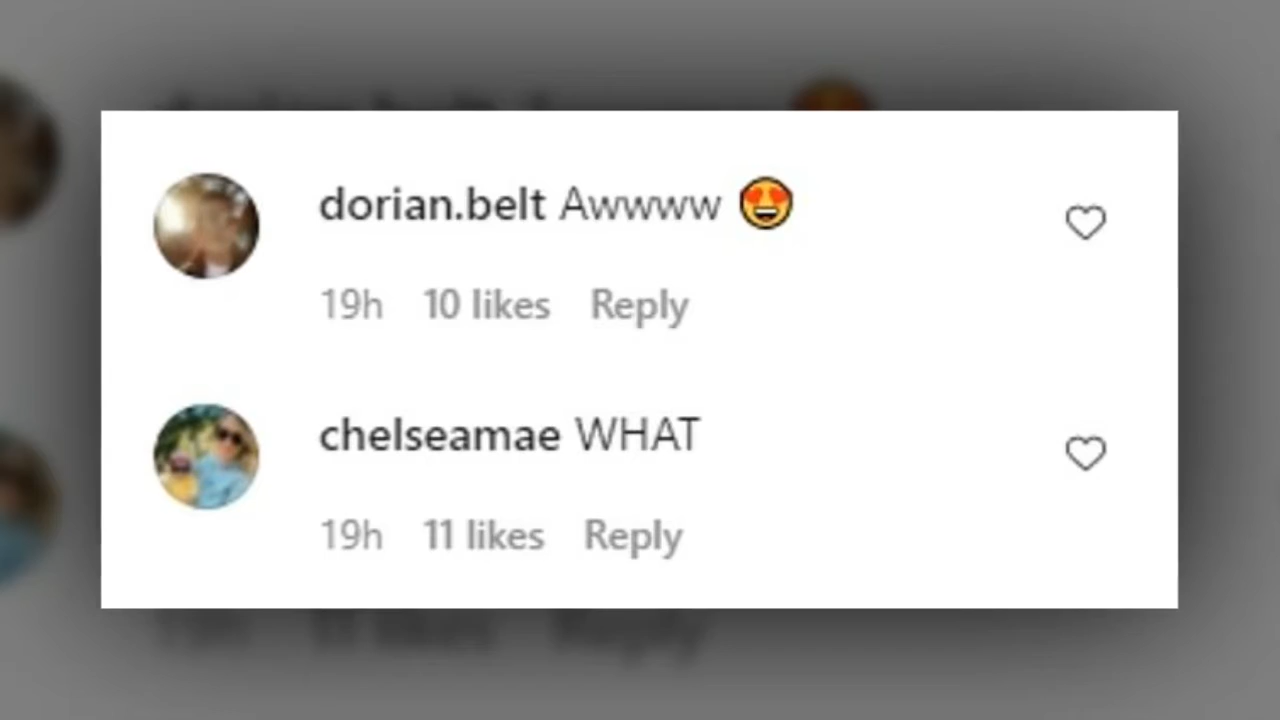 dorian.belt Awwww 😍
19h 10 likes Reply
chelseamae WHAT
19h 11 likes Reply